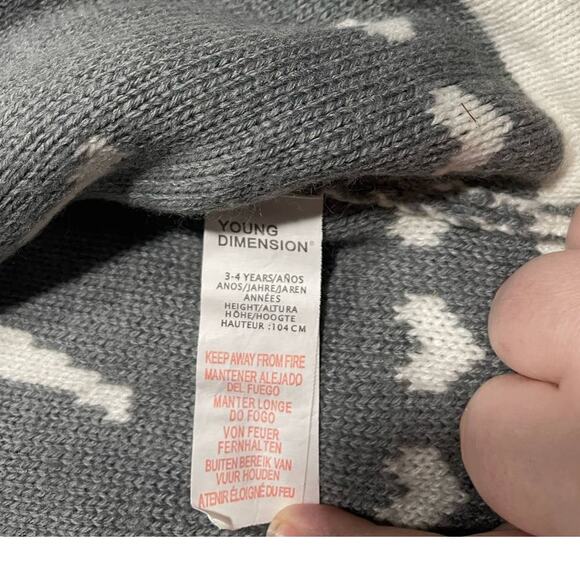 YOUNG
DIMENSION®
3-4 YEARS/AÑOS
ANOS/JAHRE/JAREN
ANNÉES
HEIGHT/ALTURA
HÖHE/HOOGTE
HAUTEUR :104 CM
KEEP AWAY FROM FIRE
MANTENER ALEJADO
DEL FUEGO
MANTER LONGE
DO FOGO
VON FEUER
FERNHALTEN
BUITEN BEREIK VAN
VUUR HOUDEN
ATENIR ÉLOIGNÉ DU FEU